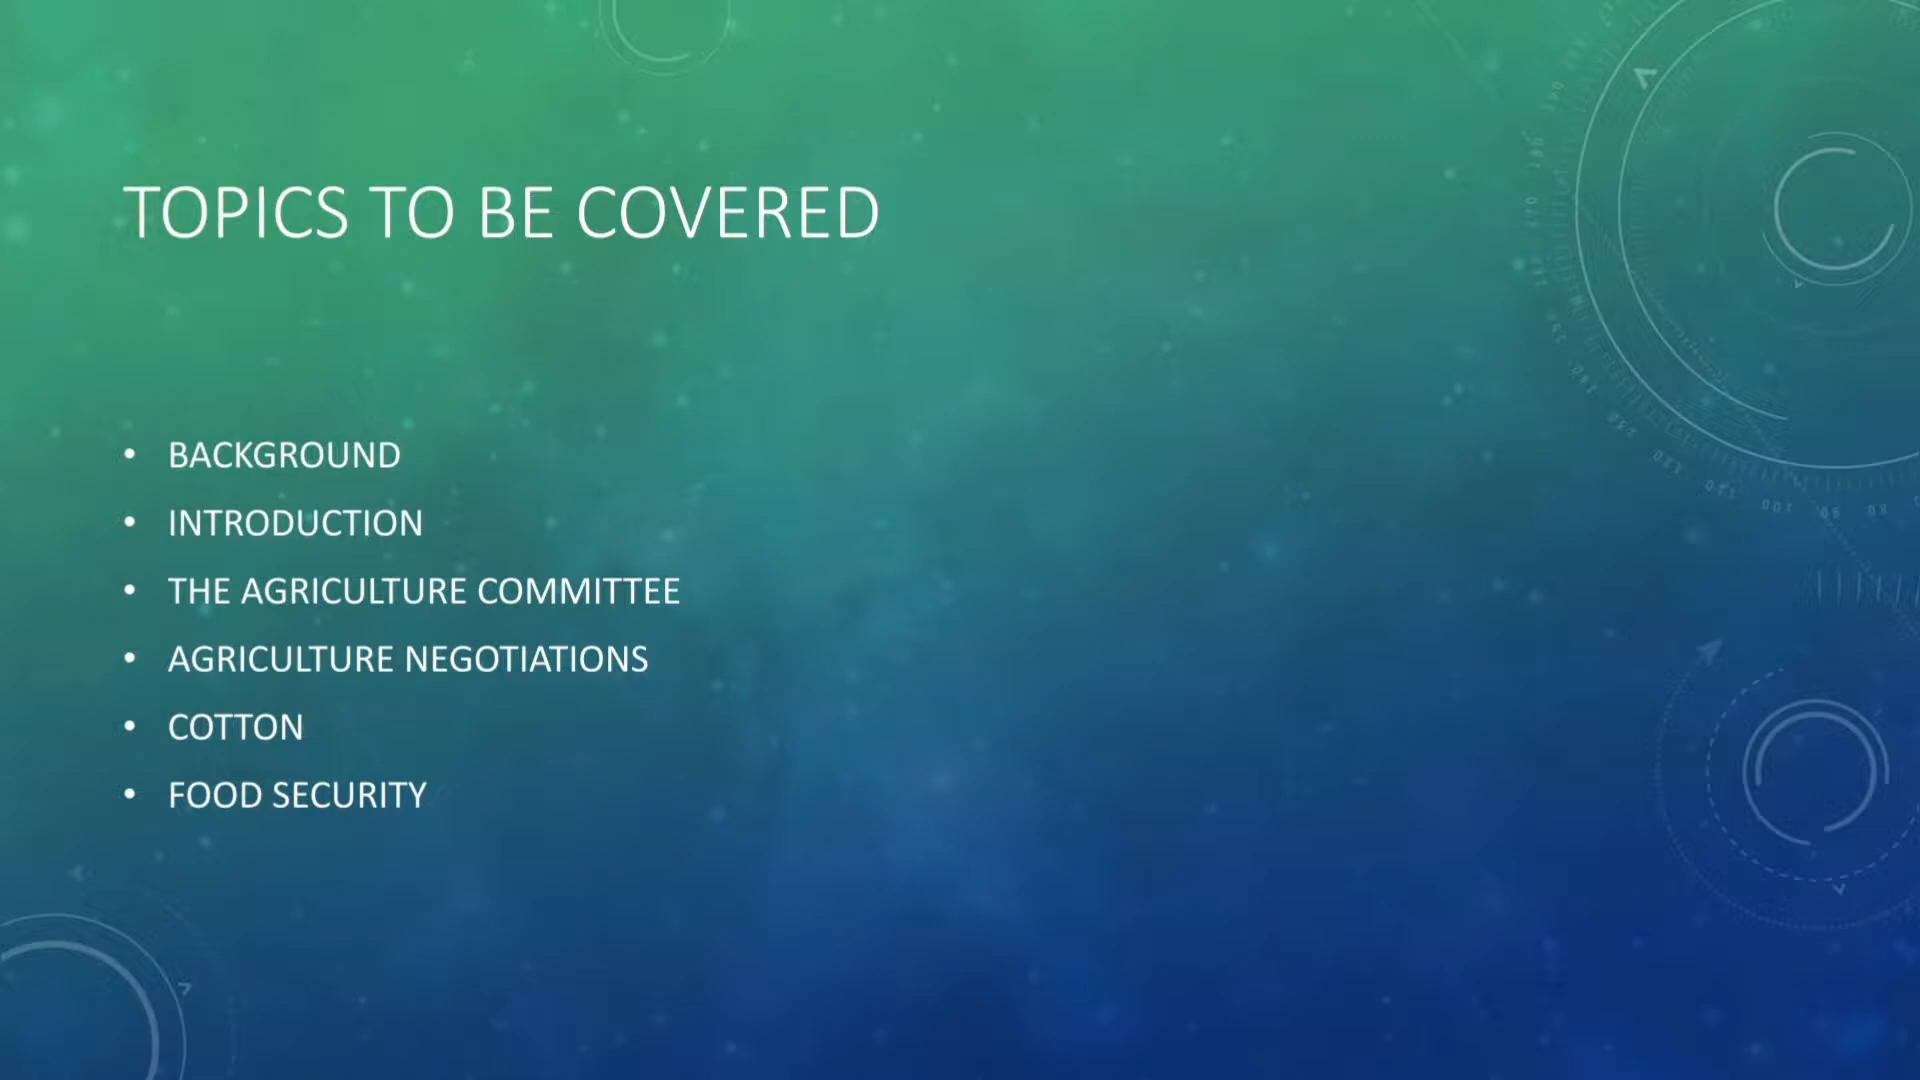 TOPICS TO BE COVERED
• BACKGROUND
• INTRODUCTION
• THE AGRICULTURE COMMITTEE
• AGRICULTURE NEGOTIATIONS
• COTTON
• FOOD SECURITY